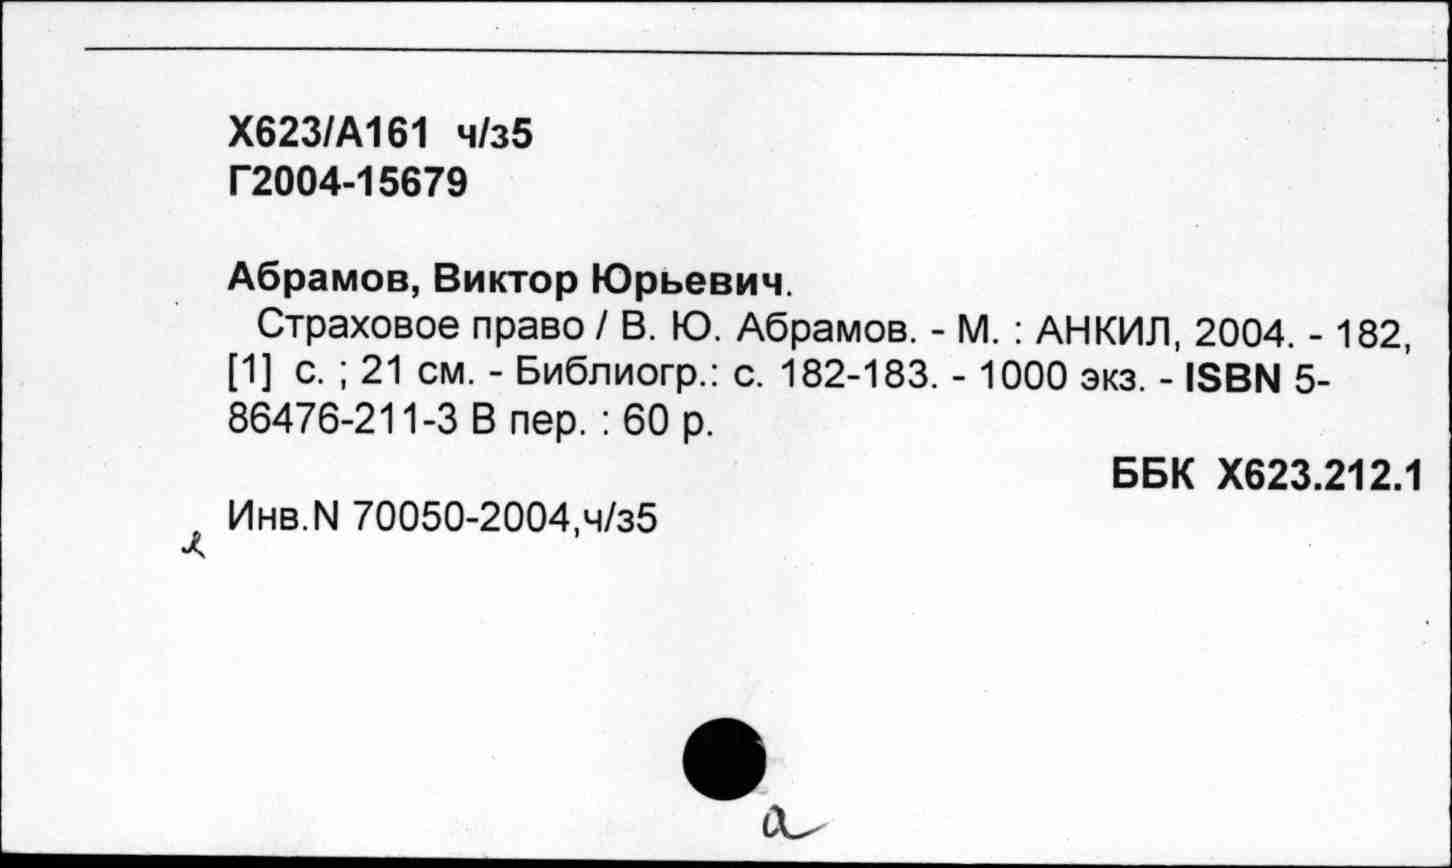 Х623/А161 ч/з5
Г2004-15679
Абрамов, Виктор Юрьевич.
Страховое право / В. Ю. Абрамов. - М. : АНКИЛ, 2004. - 182,
[1] с. ; 21 см. - Библиогр.: с. 182-183. - 1000 экз. - ISBN 5-
86476-211-3 В пер. : 60 р.
ББК Х623.212.1
Инв.N 70050-2004,ч/з5
а